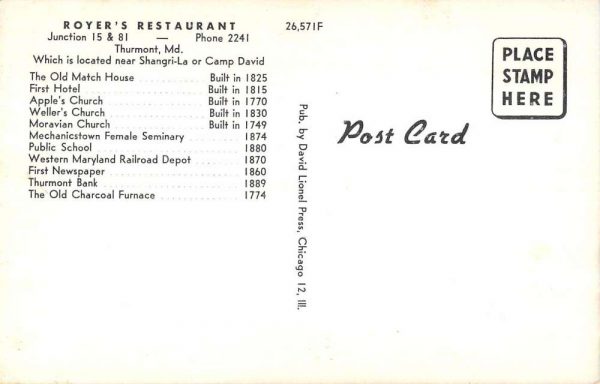 ROYER'S RESTAURANT
Junction 15 & 81 — Phone 2241
Thurmont, Md.
Which is located near Shangri-La or Camp David
The Old Match House Built in 1825
First Hotel Built in 1815
Apple's Church Built in 1770
Weller's Church Built in 1830
Moravian Church Built in 1749
Mechanicstown Female Seminary 1874
Public School 1880
Western Maryland Railroad Depot 1870
First Newspaper 1860
Thurmont Bank 1889
The Old Charcoal Furnace 1774
26,571F
Pub. by David Lionel Press, Chicago 12, Ill.
Post Card
PLACE
STAMP
HERE